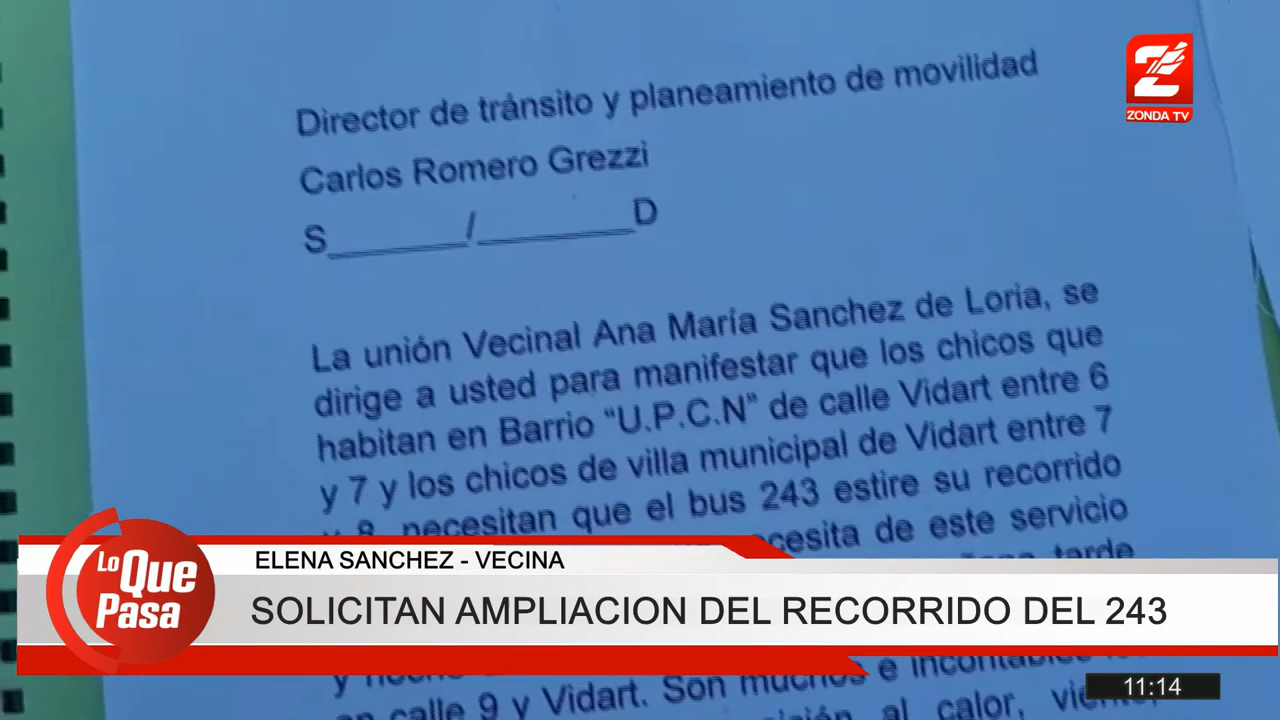 Director de tránsito y planeamiento de movilidad
Carlos Romero Grezzi
S_______/________D
La unión Vecinal Ana María Sanchez de Loria, se
dirige a usted para manifestar que los chicos que
habitan en Barrio “U.P.C.N” de calle Vidart entre 6
y 7 y los chicos de villa municipal de Vidart entre 7
y 8, necesitan que el bus 243 estire su recorrido
de este servicio
tarde
y
en calle 9 y Vidart. Son muchos e
al calor,
ZONDA TV
Lo Que Pasa
ELENA SANCHEZ - VECINA
SOLICITAN AMPLIACION DEL RECORRIDO DEL 243
11:14